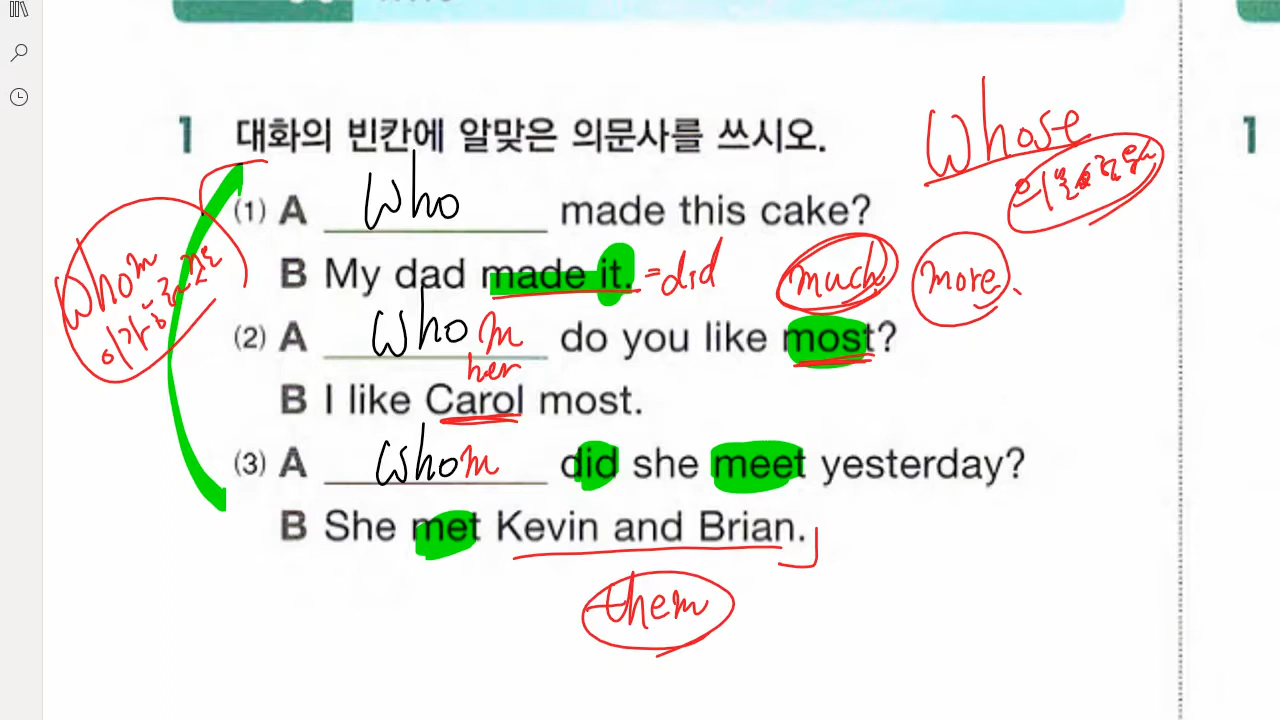 1 대화의 빈칸에 알맞은 의문사를 쓰시오.
Whose
(1) A Who made this cake?
B My dad made it. =did
much more.
whom
(2) A whom do you like most?
her
B I like Carol most.
(3) A whom did she meet yesterday?
B She met Kevin and Brian.
them
1